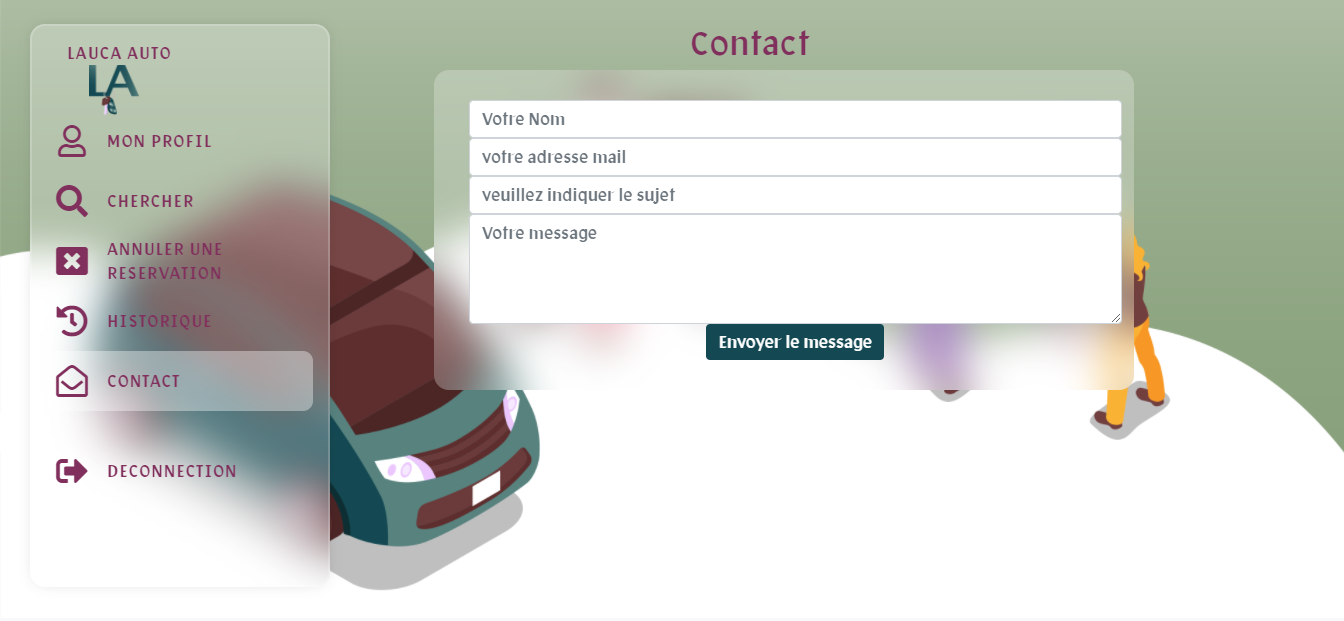 LAUCA AUTO
LA
MON PROFIL
CHERCHER
ANNULER UNE
RESERVATION
HISTORIQUE
CONTACT
DECONNECTION
Contact
Votre Nom
votre adresse mail
veuillez indiquer le sujet
Votre message
Envoyer le message